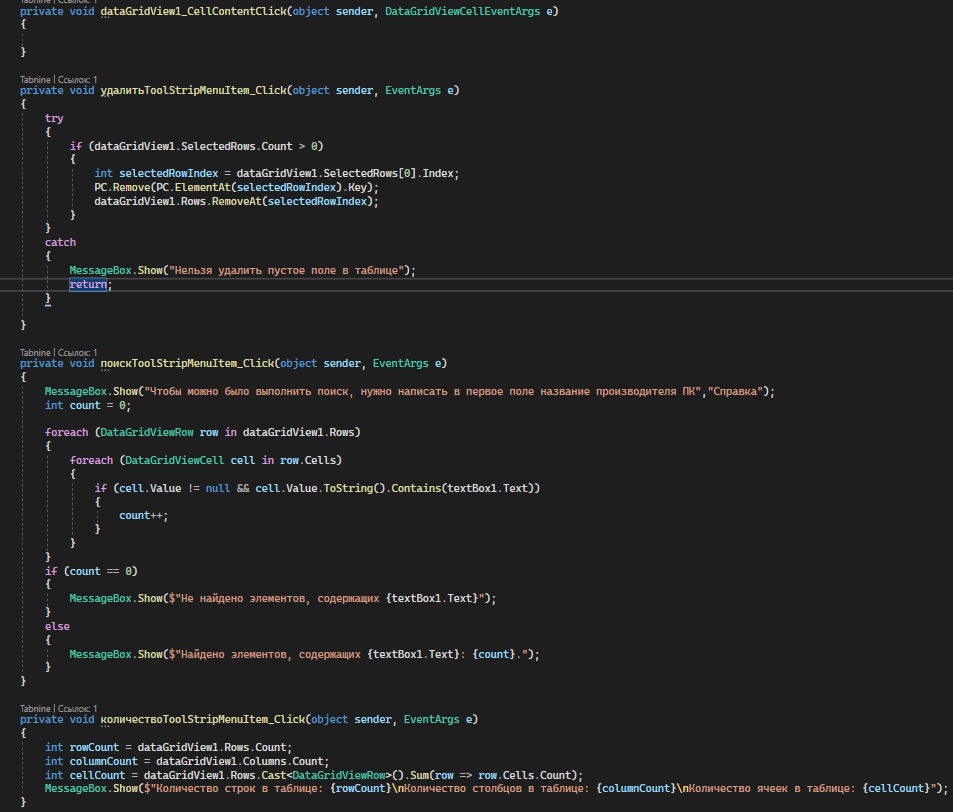 Tabnine | Ссылок: 1
private void dataGridView1_CellContentClick(object sender, DataGridViewCellEventArgs e)
{
}
Tabnine | Ссылок: 1
private void удалитьToolStripMenuItem_Click(object sender, EventArgs e)
{
try
{
if (dataGridView1.SelectedRows.Count > 0)
{
int selectedRowIndex = dataGridView1.SelectedRows[0].Index;
PC.Remove(PC.ElementAt(selectedRowIndex).Key);
dataGridView1.Rows.RemoveAt(selectedRowIndex);
}
}
catch
{
MessageBox.Show("Нельзя удалить пустое поле в таблице");
return;
}
}
Tabnine | Ссылок: 1
private void поискToolStripMenuItem_Click(object sender, EventArgs e)
{
MessageBox.Show("Чтобы можно было выполнить поиск, нужно написать в первое поле название производителя ПК","Справка");
int count = 0;
foreach (DataGridViewRow row in dataGridView1.Rows)
{
foreach (DataGridViewCell cell in row.Cells)
{
if (cell.Value != null && cell.Value.ToString().Contains(textBox1.Text))
{
count++;
}
}
}
if (count == 0)
{
MessageBox.Show($"Не найдено элементов, содержащих {textBox1.Text}");
}
else
{
MessageBox.Show($"Найдено элементов, содержащих {textBox1.Text}: {count}.");
}
}
Tabnine | Ссылок: 1
private void количествоToolStripMenuItem_Click(object sender, EventArgs e)
{
int rowCount = dataGridView1.Rows.Count;
int columnCount = dataGridView1.Columns.Count;
int cellCount = dataGridView1.Rows.Cast<DataGridViewRow>().Sum(row => row.Cells.Count);
MessageBox.Show($"Количество строк в таблице: {rowCount}\nКоличество столбцов в таблице: {columnCount}\nКоличество ячеек в таблице: {cellCount}");
}